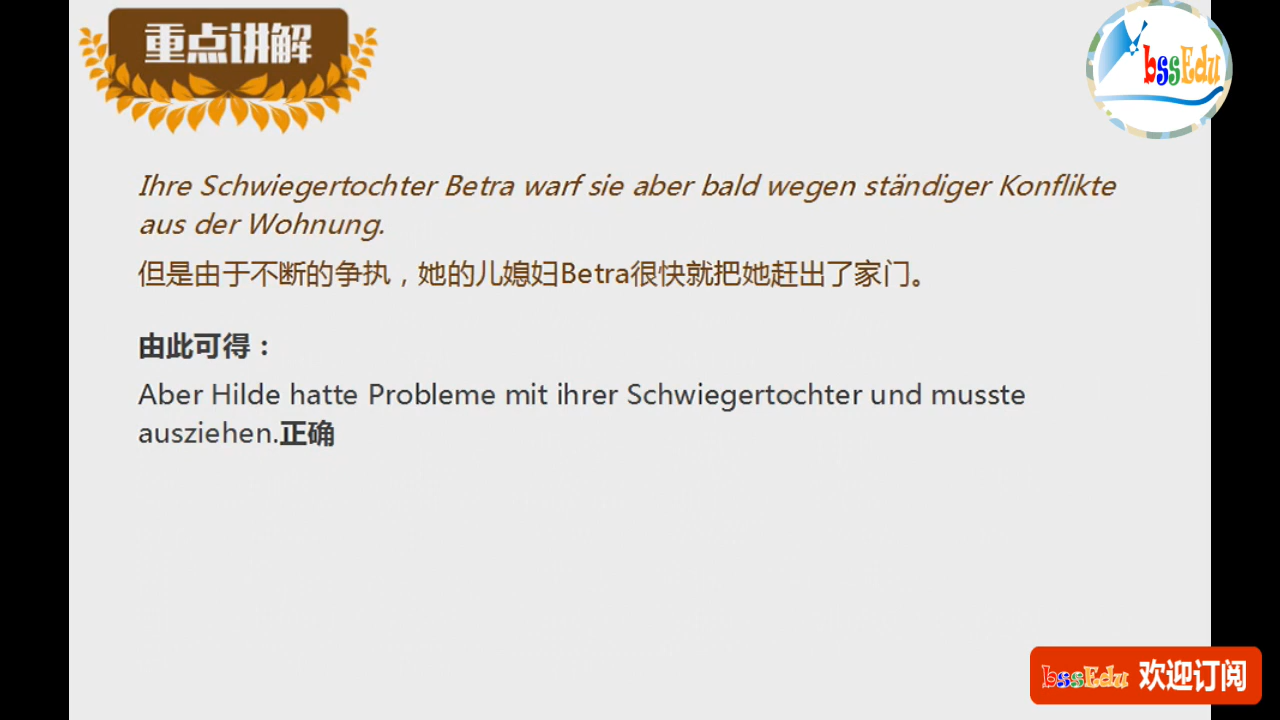 重点讲解
bssEdu
Ihre Schwiegertochter Betra warf sie aber bald wegen ständiger Konflikte
aus der Wohnung.
但是由于不断的争执，她的儿媳妇Betra很快就把她赶出了家门。
由此可得：
Aber Hilde hatte Probleme mit ihrer Schwiegertochter und musste
ausziehen.正确
bssEdu 欢迎订阅